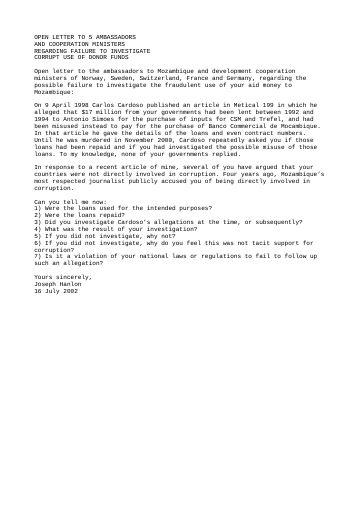 OPEN LETTER TO 5 AMBASSADORS
AND COOPERATION MINISTERS
REGARDING FAILURE TO INVESTIGATE
CORRUPT USE OF DONOR FUNDS
Open letter to the ambassadors to Mozambique and development cooperation
ministers of Norway, Sweden, Switzerland, France and Germany, regarding the
possible failure to investigate the fraudulent use of your aid money to
Mozambique:
On 9 April 1998 Carlos Cardoso published an article in Metical 199 in which he
alleged that $17 million from your governments had been lent between 1992 and
1994 to Antonio Simoes for the purchase of inputs for CSM and Trefel, and had
been misused instead to pay for the purchase of Banco Commercial de Mocambique.
In that article he gave the details of the loans and even contract numbers.
Until he was murdered in November 2000, Cardoso repeatedly asked you if those
loans had been repaid and if you had investigated the possible misuse of those
loans. To my knowledge, none of your governments replied.
In response to a recent article of mine, several of you have argued that your
countries were not directly involved in corruption. Four years ago, Mozambique's
most respected journalist publicly accused you of being directly involved in
corruption.
Can you tell me now:
1) Were the loans used for the intended purposes?
2) Were the loans repaid?
3) Did you investigate Cardoso's allegations at the time, or subsequently?
4) What was the result of your investigation?
5) If you did not investigate, why not?
6) If you did not investigate, why do you feel this was not tacit support for
corruption?
7) Is it a violation of your national laws or regulations to fail to follow up
such an allegation?
Yours sincerely,
Joseph Hanlon
16 July 2002